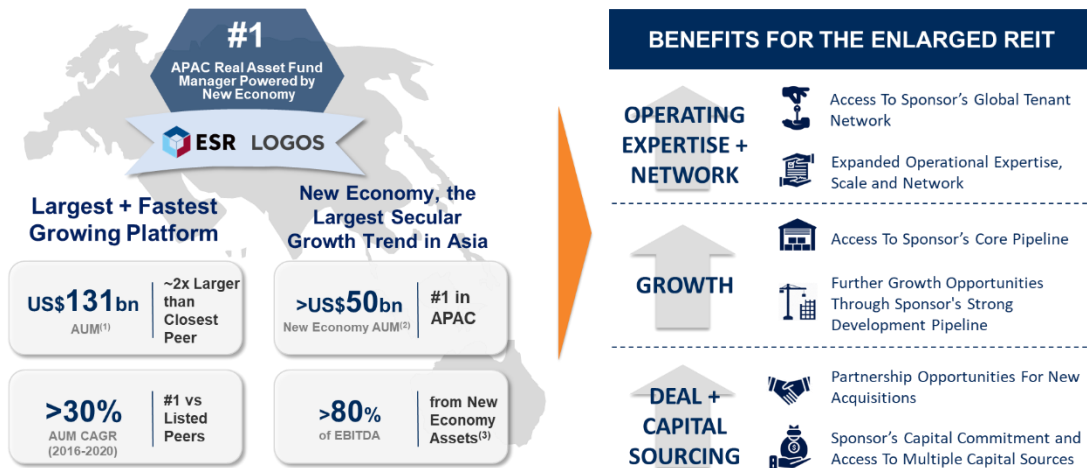 #1
APAC Real Asset Fund
Manager Powered by
New Economy
ESR LOGOS
Largest + Fastest
Growing Platform
US$131bn
AUM(1)
~2x Larger
than
Closest
Peer
>30%
AUM CAGR
(2016-2020)
#1 vs
Listed
Peers
New Economy, the
Largest Secular
Growth Trend in Asia
>US$50bn
New Economy AUM(2)
#1 in
APAC
>80%
of EBITDA
from New
Economy
Assets(3)
BENEFITS FOR THE ENLARGED REIT
OPERATING
EXPERTISE +
NETWORK
Access To Sponsor's Global Tenant
Network
Expanded Operational Expertise,
Scale and Network
GROWTH
Access To Sponsor's Core Pipeline
Further Growth Opportunities
Through Sponsor's Strong
Development Pipeline
DEAL +
CAPITAL
SOURCING
Partnership Opportunities For New
Acquisitions
Sponsor's Capital Commitment and
Access To Multiple Capital Sources